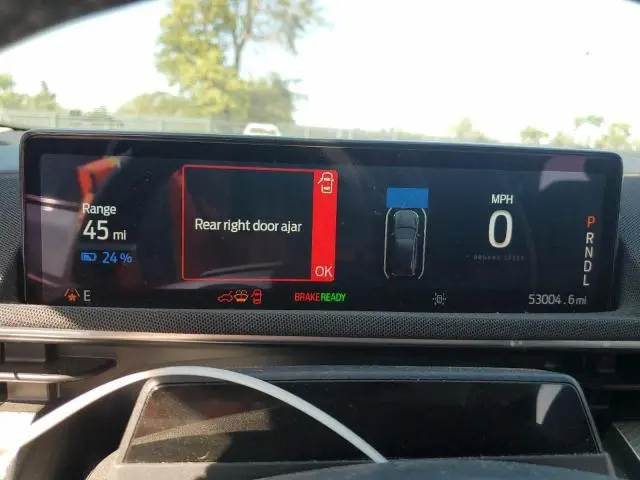 Range
45 mi
24%
E
Rear right door ajar
OK
BRAKE READY
MPH
0
P
R
N
D
L
53004.6 mi